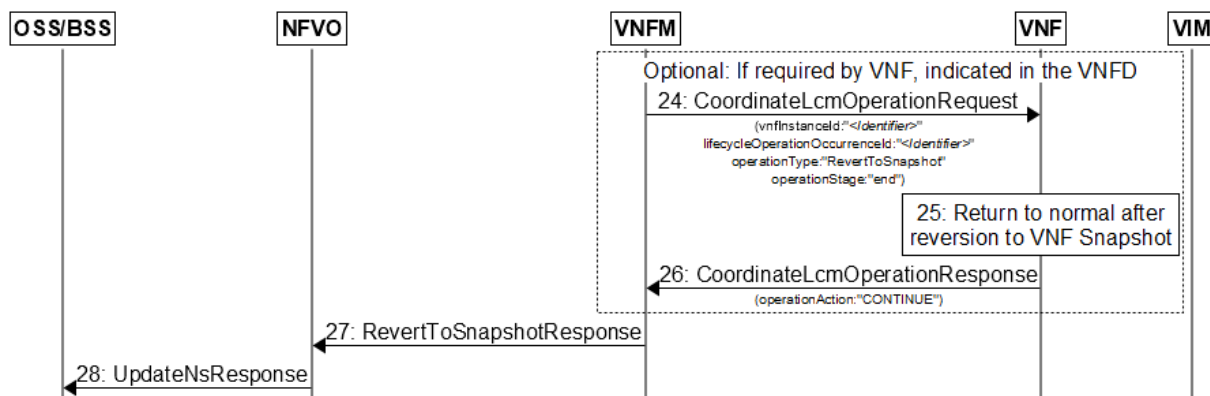 OSS/BSS NFVO VNFM VNF VIM
Optional: If required by VNF, indicated in the VNFD
24: CoordinateLcmOperationRequest
(vnfInstanceId:"<Identifier>"
lifecycleOperationOccurrenceId:"<Identifier>"
operationType:"RevertToSnapshot"
operationStage:"end")
25: Return to normal after
reversion to VNF Snapshot
26: CoordinateLcmOperationResponse
(operationAction:"CONTINUE")
27: RevertToSnapshotResponse
28: UpdateNsResponse